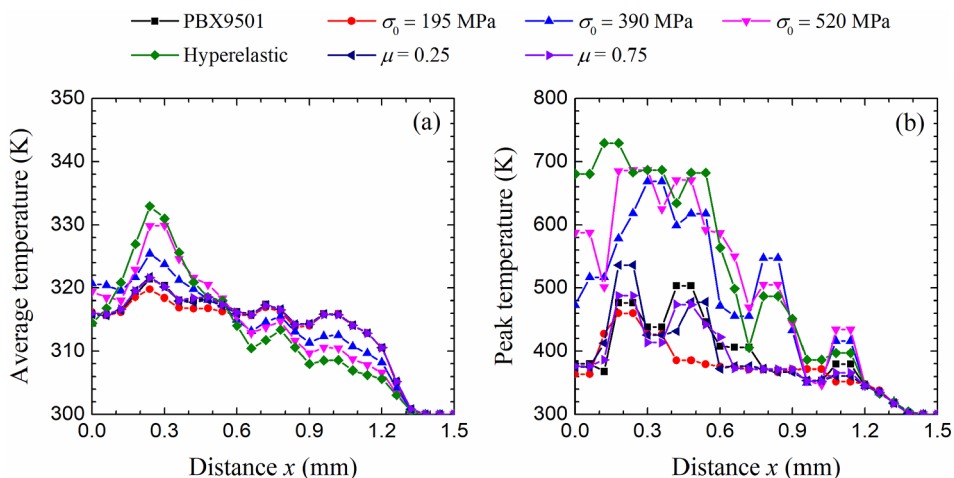 PBX9501 σ₀ = 195 MPa σ₀ = 390 MPa σ₀ = 520 MPa
Hyperelastic μ = 0.25 μ = 0.75
(a)
Average temperature (K)
350
340
330
320
310
300
0.0 0.3 0.6 0.9 1.2 1.5
Distance x (mm)
(b)
Peak temperature (K)
800
700
600
500
400
300
0.0 0.3 0.6 0.9 1.2 1.5
Distance x (mm)